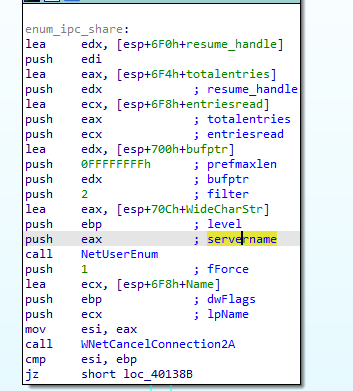 enum_ipc_share:
lea edx, [esp+6F0h+resume_handle]
push edi
lea eax, [esp+6F4h+totalentries]
push edx ; resume_handle
lea ecx, [esp+6F8h+entriesread]
push eax ; totalentries
push ecx ; entriesread
lea edx, [esp+700h+bufptr]
push 0FFFFFFFFh ; prefmaxlen
push edx ; bufptr
push 2 ; filter
lea eax, [esp+70Ch+WideCharStr]
push ebp ; level
push eax ; servername
call NetUserEnum
push 1 ; fForce
lea ecx, [esp+6F8h+Name]
push ebp ; dwFlags
push ecx ; lpName
mov esi, eax
call WNetCancelConnection2A
cmp esi, ebp
jz short loc_40138B